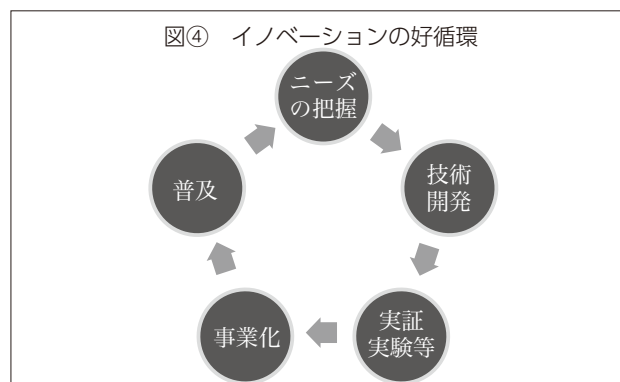 図④　イノベーションの好循環
ニーズ
の把握
技術
開発
実証
実験等
事業化
普及